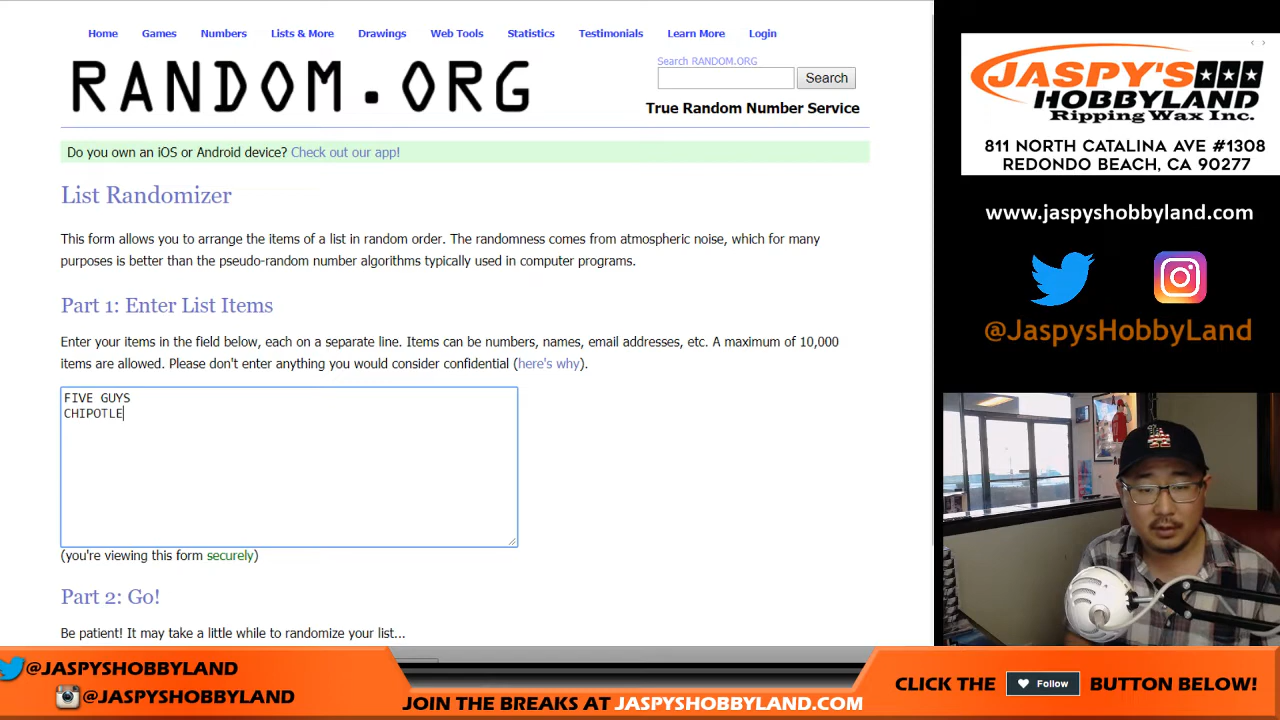 Home Games Numbers Lists & More Drawings Web Tools Statistics Testimonials Learn More Login
RANDOM.ORG
Search RANDOM.ORG
Search
True Random Number Service
Do you own an iOS or Android device? Check out our app!
List Randomizer
This form allows you to arrange the items of a list in random order. The randomness comes from atmospheric noise, which for many
purposes is better than the pseudo-random number algorithms typically used in computer programs.
Part 1: Enter List Items
Enter your items in the field below, each on a separate line. Items can be numbers, names, email addresses, etc. A maximum of 10,000
items are allowed. Please don't enter anything you would consider confidential (here's why).
FIVE GUYS
CHIPOTLE
(you're viewing this form securely)
Part 2: Go!
Be patient! It may take a little while to randomize your list...
JASPY'S
HOBBYLAND
Ripping Wax Inc.
811 NORTH CATALINA AVE #1308
REDONDO BEACH, CA 90277
www.jaspyshobbyland.com
@JaspysHobbyLand
@JASPYSHOBBYLAND
@JASPYSHOBBYLAND
JOIN THE BREAKS AT JASPYSHOBBYLAND.COM
CLICK THE Follow BUTTON BELOW!